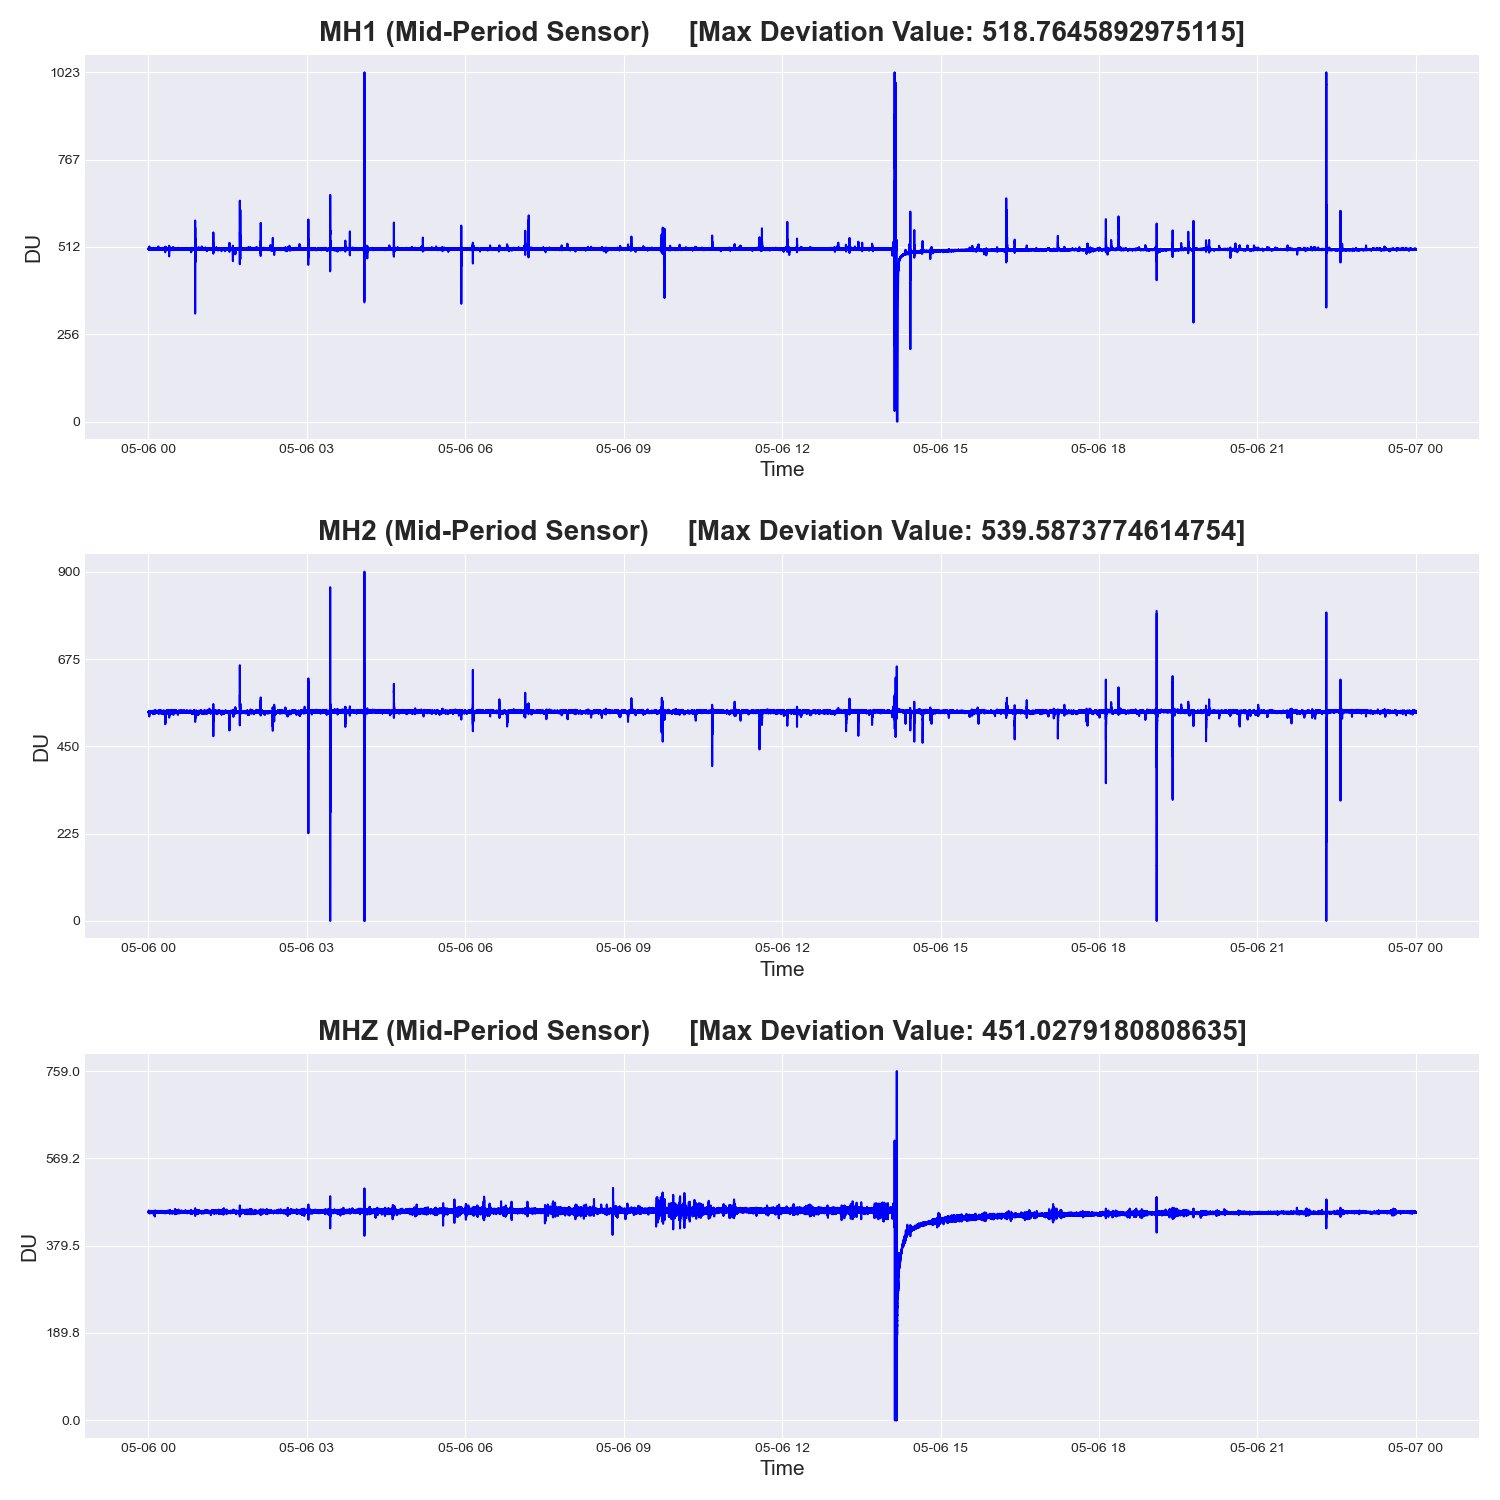 MH1 (Mid-Period Sensor) [Max Deviation Value: 518.7645892975115]
1023
767
512
256
0
DU
05-06 00 05-06 03 05-06 06 05-06 09 05-06 12 05-06 15 05-06 18 05-06 21 05-07 00
Time
MH2 (Mid-Period Sensor) [Max Deviation Value: 539.5873774614754]
900
675
450
225
0
DU
05-06 00 05-06 03 05-06 06 05-06 09 05-06 12 05-06 15 05-06 18 05-06 21 05-07 00
Time
MHZ (Mid-Period Sensor) [Max Deviation Value: 451.0279180808635]
759.0
569.2
379.5
189.8
0.0
DU
05-06 00 05-06 03 05-06 06 05-06 09 05-06 12 05-06 15 05-06 18 05-06 21 05-07 00
Time